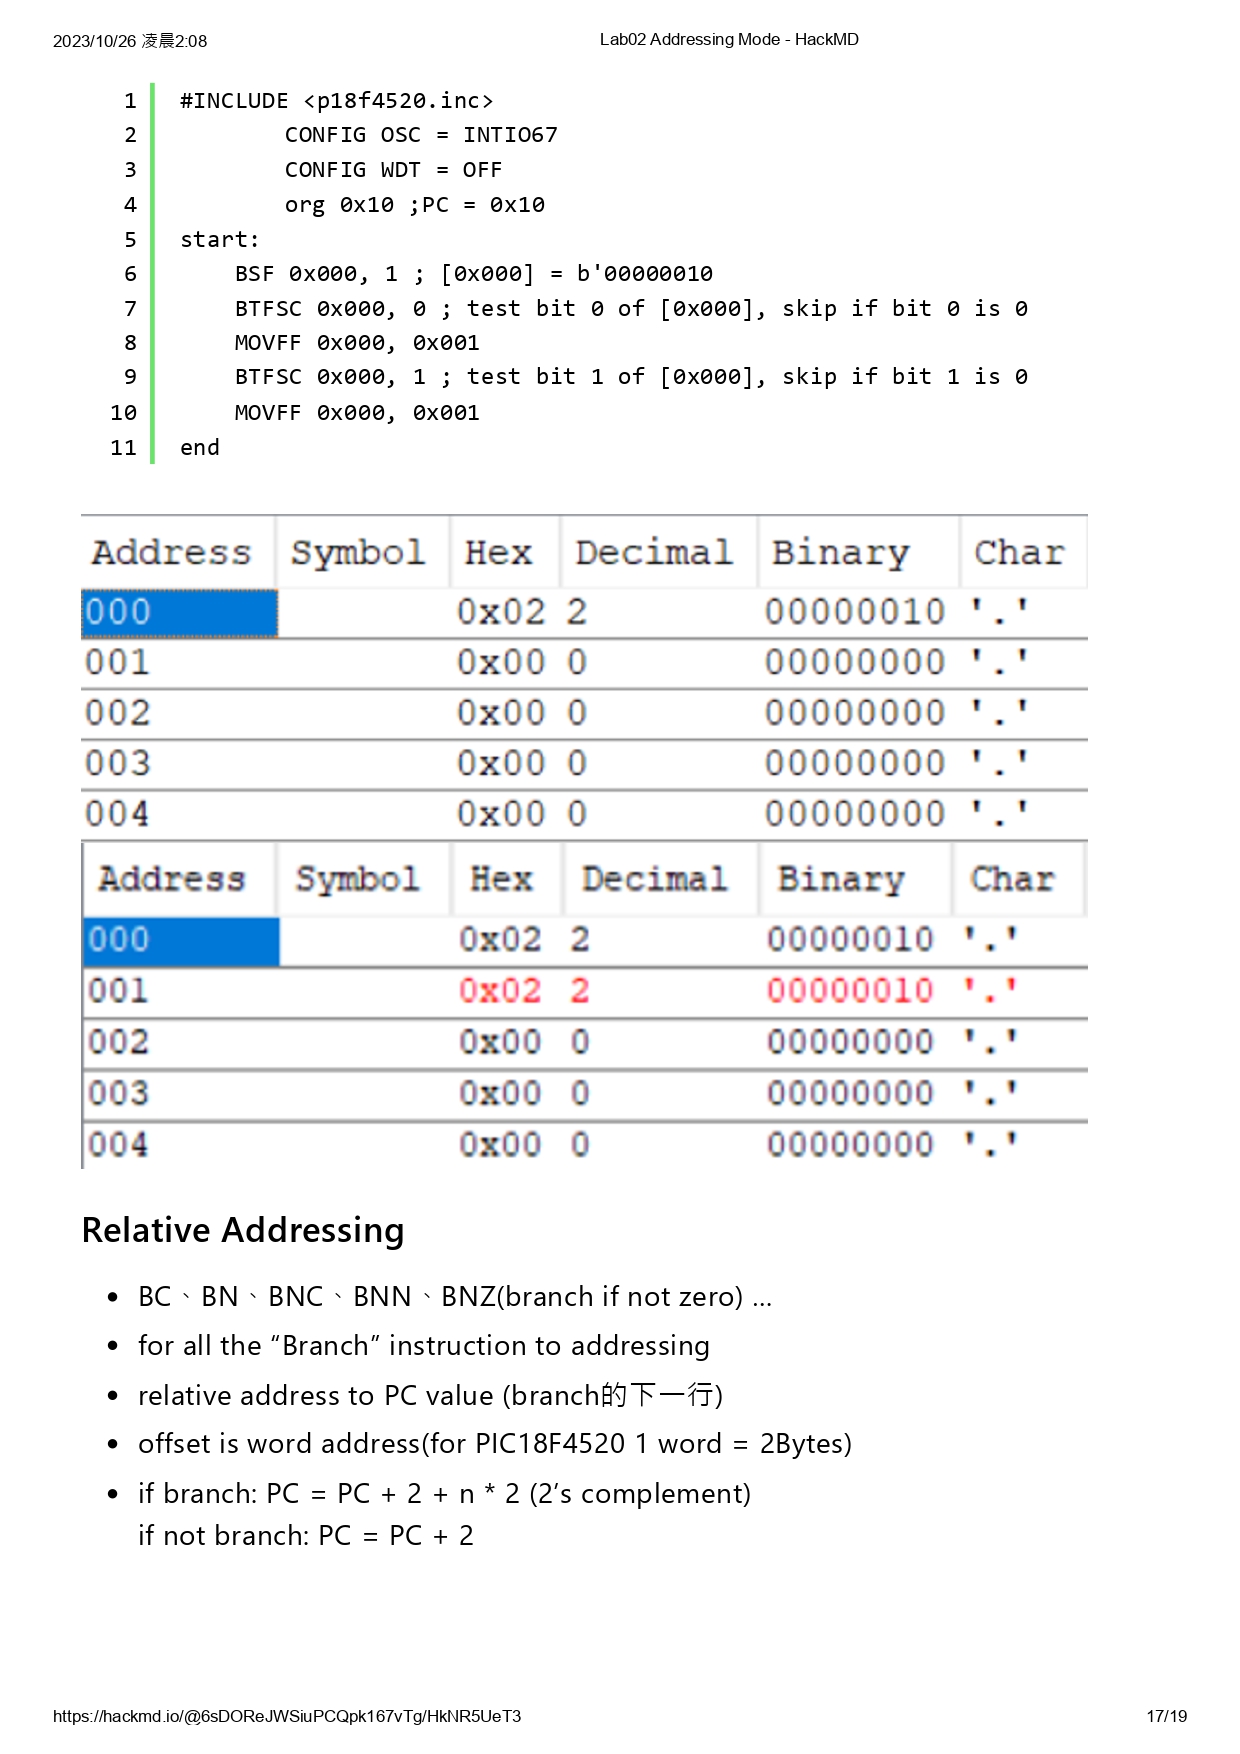 2023/10/26 凌晨2:08
Lab02 Addressing Mode - HackMD
1 #INCLUDE <p18f4520.inc>
2 CONFIG OSC = INTIO67
3 CONFIG WDT = OFF
4 org 0x10 ;PC = 0x10
5 start:
6 BSF 0x000, 1 ; [0x000] = b'00000010
7 BTFSC 0x000, 0 ; test bit 0 of [0x000], skip if bit 0 is 0
8 MOVFF 0x000, 0x001
9 BTFSC 0x000, 1 ; test bit 1 of [0x000], skip if bit 1 is 0
10 MOVFF 0x000, 0x001
11 end
Address Symbol Hex Decimal Binary Char
000 0x02 2 00000010 '.'
001 0x00 0 00000000 '.'
002 0x00 0 00000000 '.'
003 0x00 0 00000000 '.'
004 0x00 0 00000000 '.'
Address Symbol Hex Decimal Binary Char
000 0x02 2 00000010 '.'
001 0x02 2 00000010 '.'
002 0x00 0 00000000 '.'
003 0x00 0 00000000 '.'
004 0x00 0 00000000 '.'
Relative Addressing
• BC、BN、BNC、BNN、BNZ(branch if not zero) …
• for all the “Branch” instruction to addressing
• relative address to PC value (branch的下一行)
• offset is word address(for PIC18F4520 1 word = 2Bytes)
• if branch: PC = PC + 2 + n * 2 (2’s complement)
if not branch: PC = PC + 2
https://hackmd.io/@6sDOReJWSiuPCQpk167vTg/HkNR5UeT3
17/19